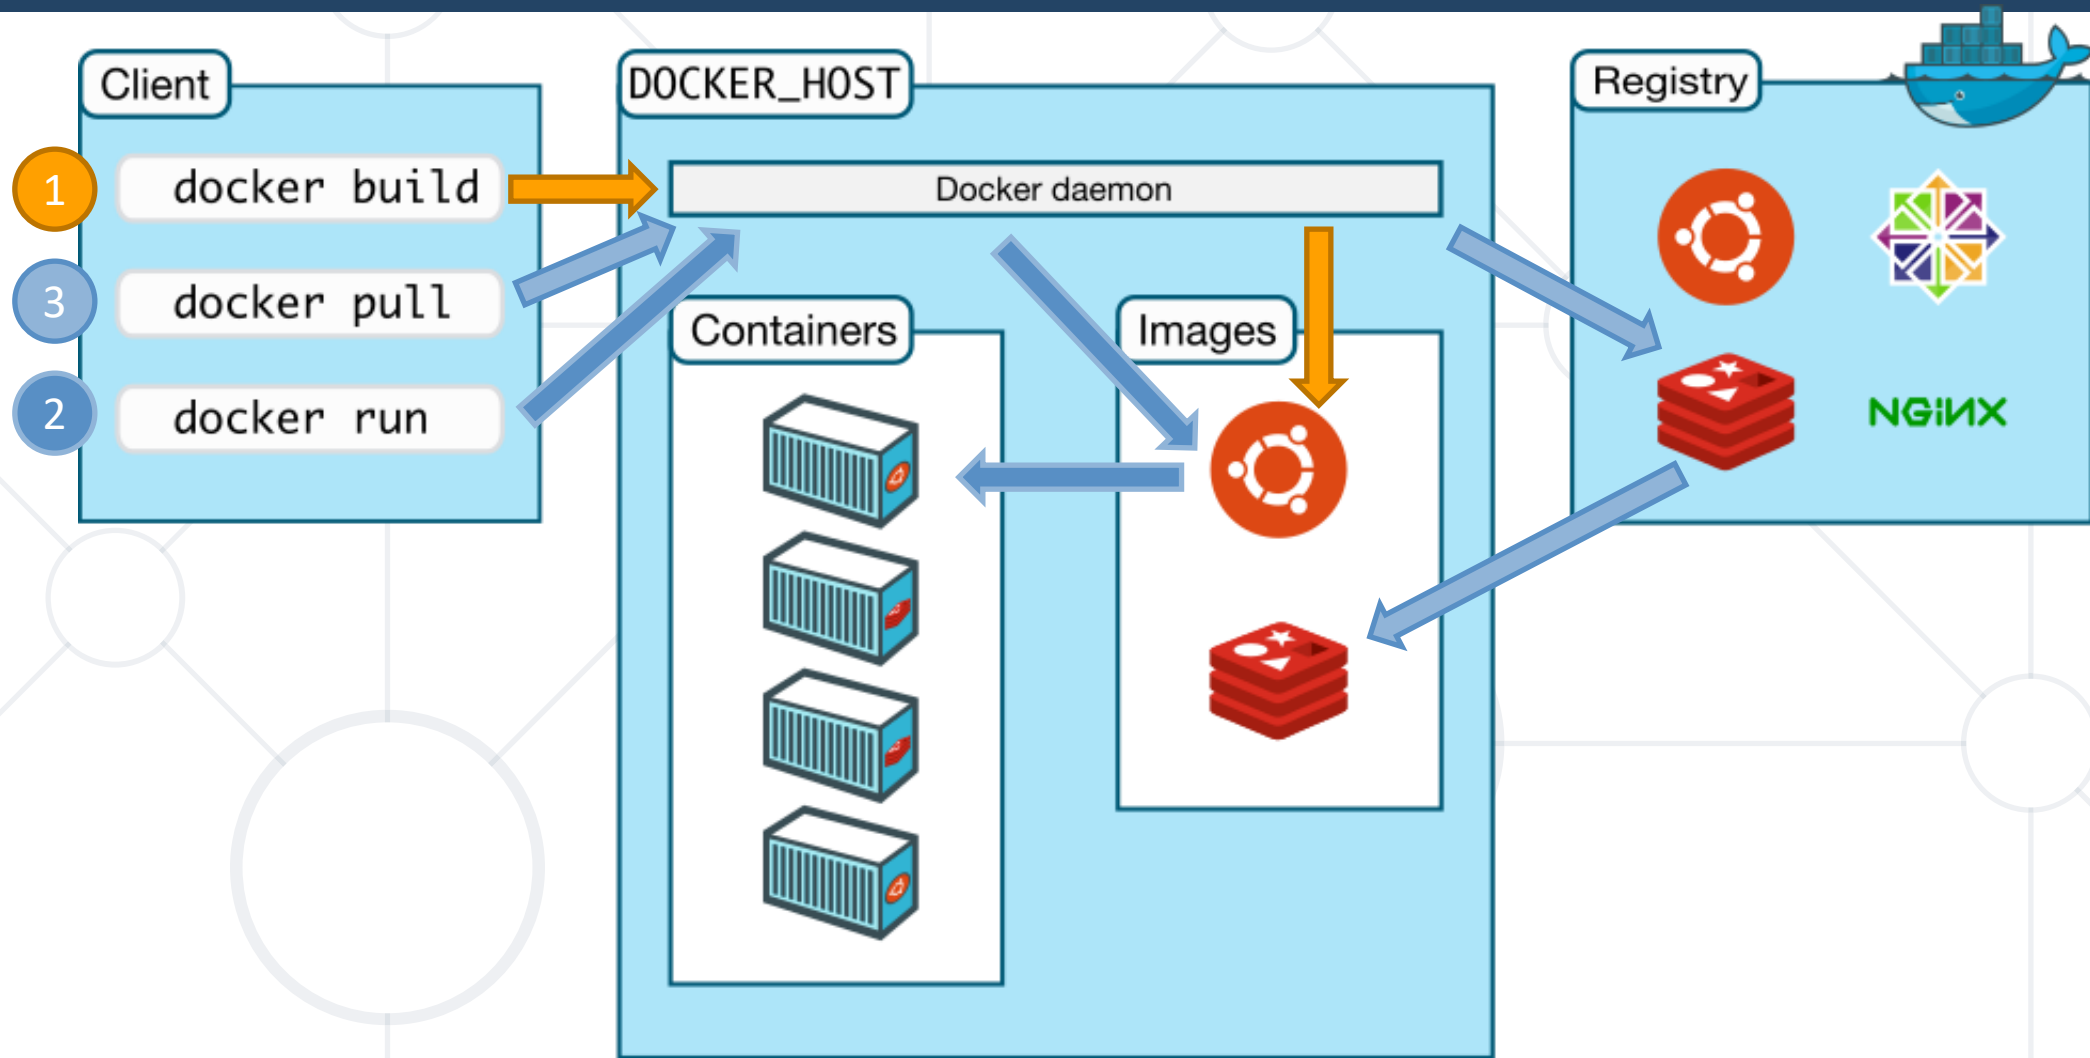 Client
1
docker build
3
docker pull
2
docker run
DOCKER_HOST
Docker daemon
Containers
Images
Registry
NGiNX